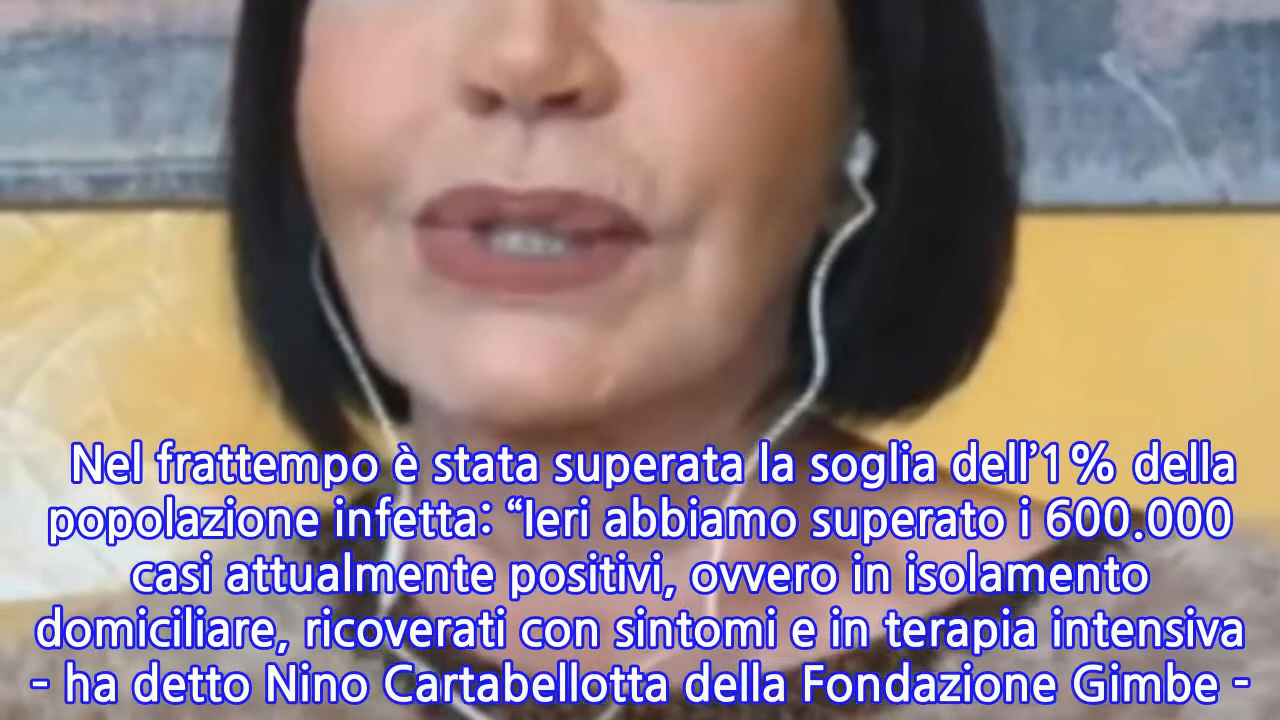 Nel frattempo è stata superata la soglia dell’1% della
popolazione infetta: “Ieri abbiamo superato i 600.000
casi attualmente positivi, ovvero in isolamento
domiciliare, ricoverati con sintomi e in terapia intensiva
- ha detto Nino Cartabellotta della Fondazione Gimbe -